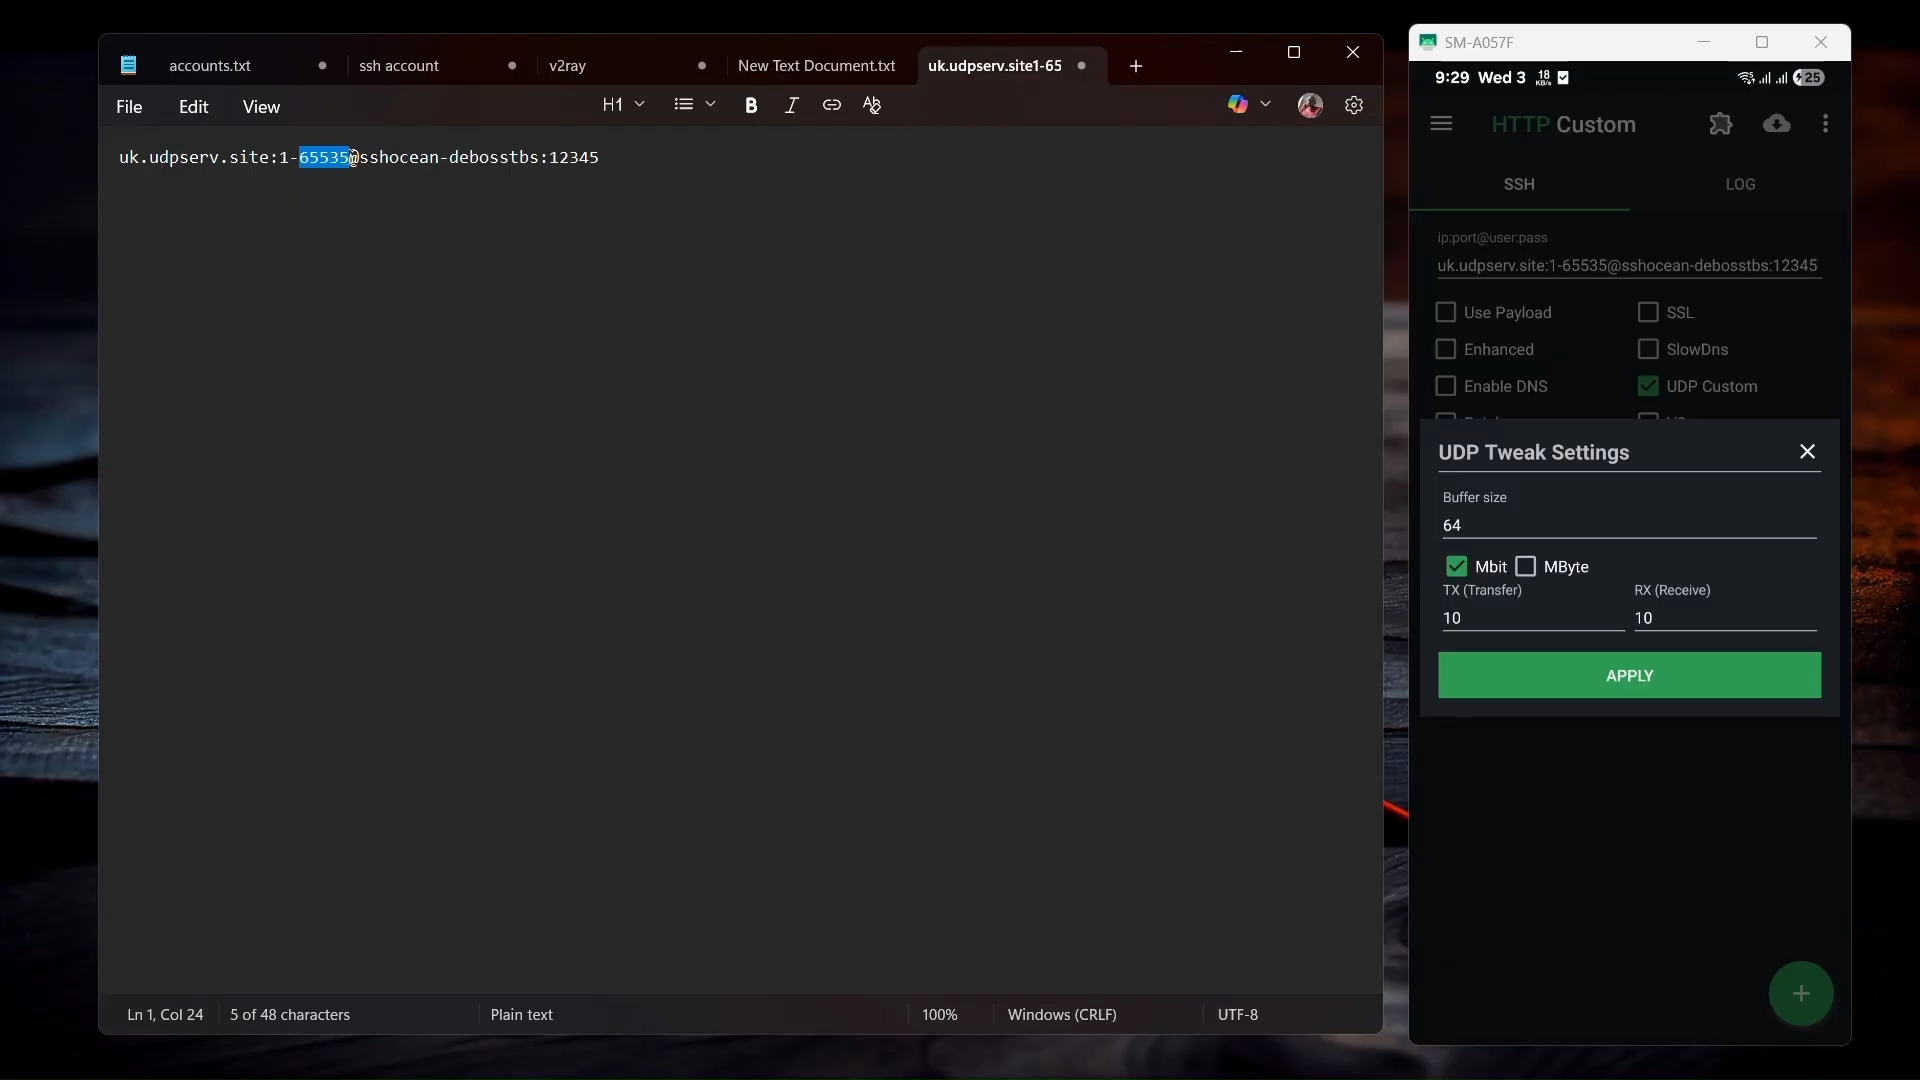 accounts.txt
ssh account
v2ray
New Text Document.txt
uk.udpserv.site1-65
File
Edit
View
H1
uk.udpserv.site:1-65535@sshocean-debosstbs:12345
Ln 1, Col 24
5 of 48 characters
Plain text
100%
Windows (CRLF)
UTF-8
SM-A057F
9:29 Wed 3
18
KB/s
25
HTTP Custom
SSH
LOG
ip:port@user:pass
uk.udpserv.site:1-65535@sshocean-debosstbs:12345
Use Payload
SSL
Enhanced
SlowDns
Enable DNS
UDP Custom
UDP Tweak Settings
Buffer size
64
Mbit
MByte
TX (Transfer)
RX (Receive)
10
10
APPLY